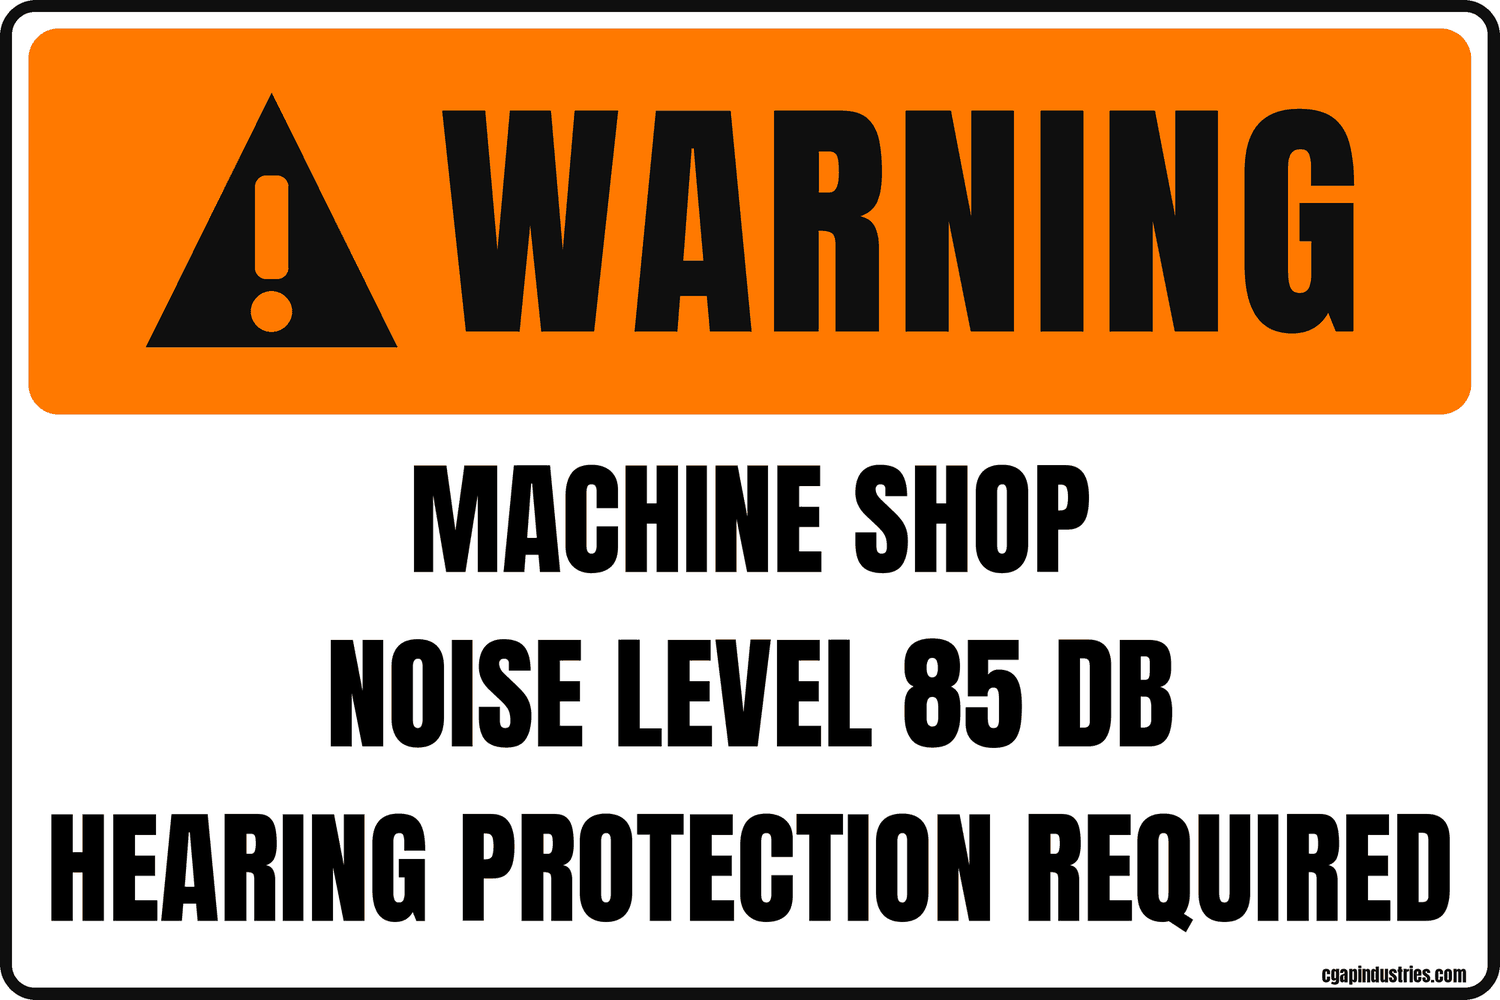 WARNING
MACHINE SHOP
NOISE LEVEL 85 DB
HEARING PROTECTION REQUIRED
cgapindustries.com